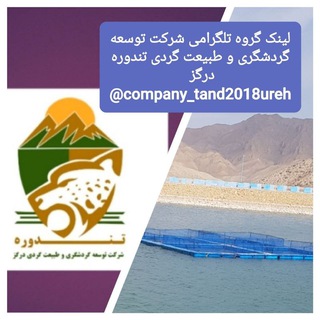 لینک گروه تلگرامی شرکت توسعه
گردشگری و طبیعت گردی تندوره
درگز
@company_tand2018ureh
تندوره
شرکت توسعه گردشگری و طبیعت گردی درگز